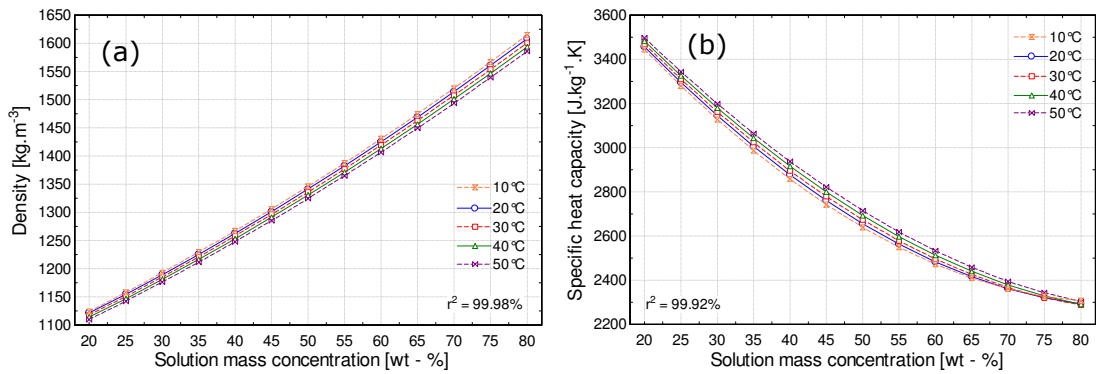 (a)
Density [kg.m-3]
1650
1600
1550
1500
1450
1400
1350
1300
1250
1200
1150
1100
10°C
20°C
30°C
40°C
50°C
r2 = 99.98%
20 25 30 35 40 45 50 55 60 65 70 75 80
Solution mass concentration [wt - %]
(b)
Specific heat capacity [J.kg-1.K]
3600
3400
3200
3000
2800
2600
2400
2200
10°C
20°C
30°C
40°C
50°C
r2 = 99.92%
20 25 30 35 40 45 50 55 60 65 70 75 80
Solution mass concentration [wt - %]